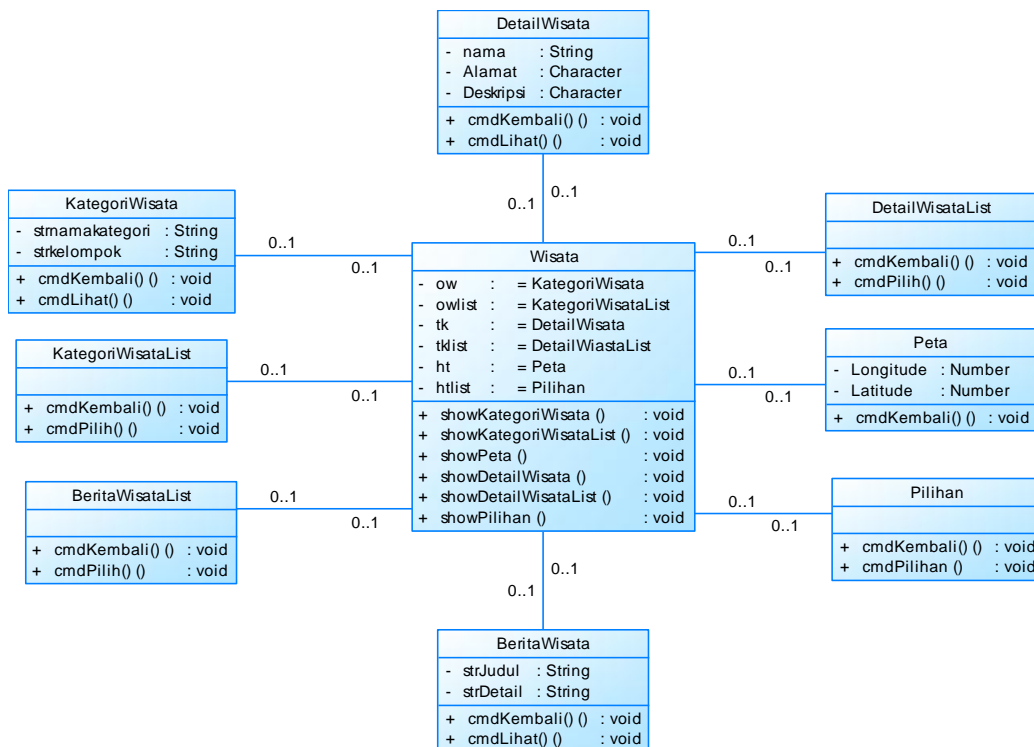 DetailWisata
- nama : String
- Alamat : Character
- Deskripsi : Character
+ cmdKembali() () : void
+ cmdLihat() () : void
0..1
0..1
KategoriWisata
- strnamakategori : String
- strkelompok : String
+ cmdKembali() () : void
+ cmdLihat() () : void
0..1
0..1
KategoriWisataList
+ cmdKembali() () : void
+ cmdPilih() () : void
0..1
0..1
BeritaWisataList
+ cmdKembali() () : void
+ cmdPilih() () : void
0..1
0..1
Wisata
- ow : = KategoriWisata
- owlist : = KategoriWisataList
- tk : = DetailWisata
- tklist : = DetailWiastaList
- ht : = Peta
- htlist : = Pilihan
+ showKategoriWisata () : void
+ showKategoriWisataList () : void
+ showPeta () : void
+ showDetailWisata () : void
+ showDetailWisataList () : void
+ showPilihan () : void
0..1
0..1
DetailWisataList
+ cmdKembali() () : void
+ cmdPilih() () : void
0..1
0..1
Peta
- Longitude : Number
- Latitude : Number
+ cmdKembali() () : void
0..1
0..1
Pilihan
+ cmdKembali() () : void
+ cmdPilihan () : void
0..1
0..1
BeritaWisata
- strJudul : String
- strDetail : String
+ cmdKembali() () : void
+ cmdLihat() () : void